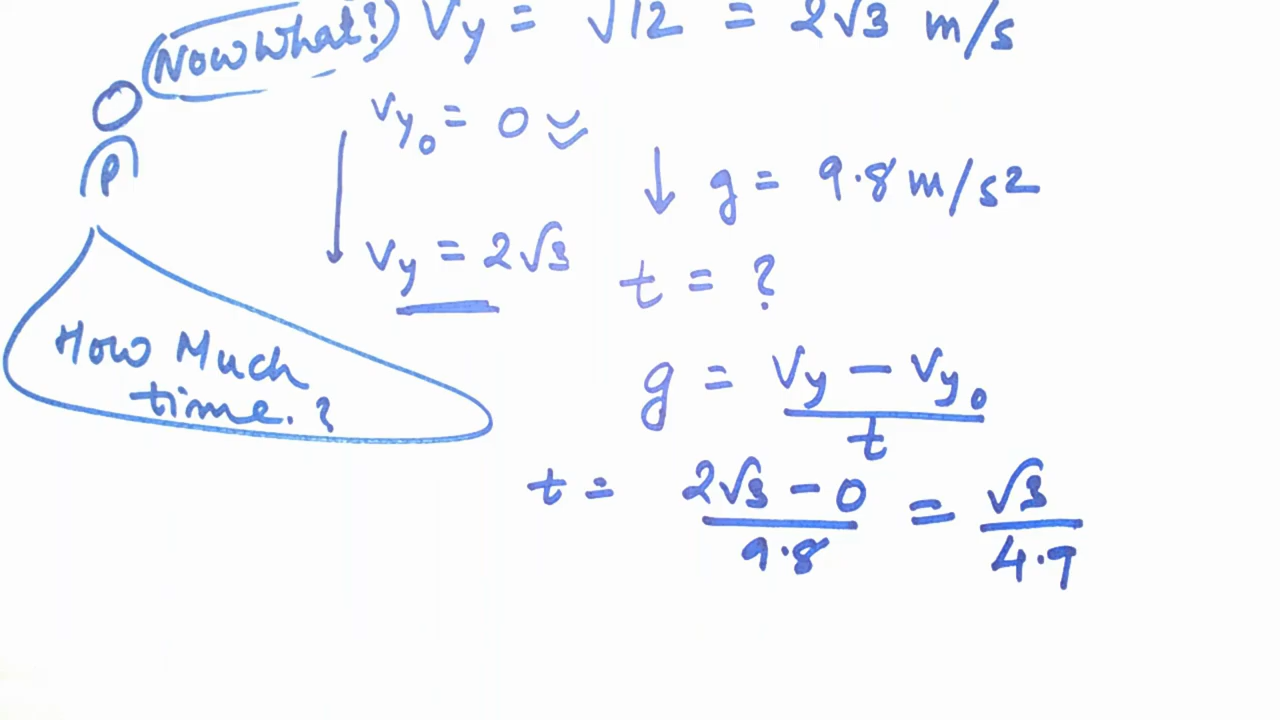 (Now what?) Vy = √12 = 2√3 m/s
Vy₀ = 0
P
↓ g = 9.8 m/s2
Vy = 2√3
t = ?
How Much
time.?
g = Vy - Vy₀
t
t = 2√3 - 0 = √3
9.8 4.9